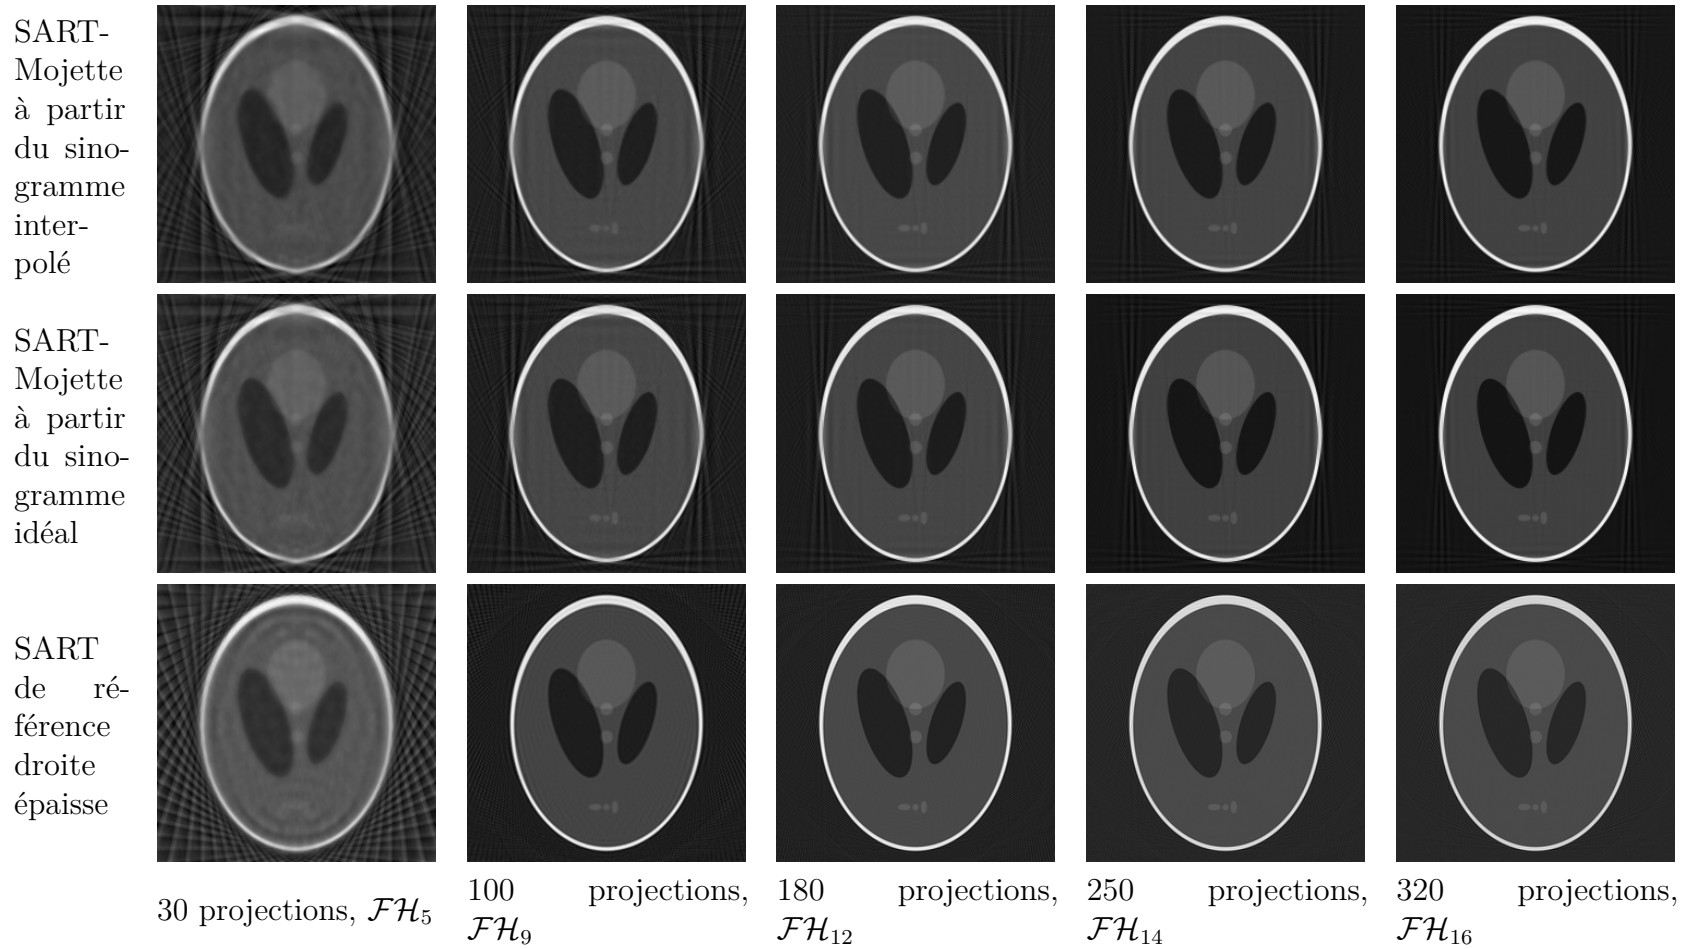 SART-
Mojette
à partir
du sino-
gramme
inter-
polé
SART-
Mojette
à partir
du sino-
gramme
idéal
SART
de ré-
férence
droite
épaisse
30 projections, 𝓕𝓗₅
100 projections,
𝓕𝓗₉
180 projections,
𝓕𝓗₁₂
250 projections,
𝓕𝓗₁₄
320 projections,
𝓕𝓗₁₆